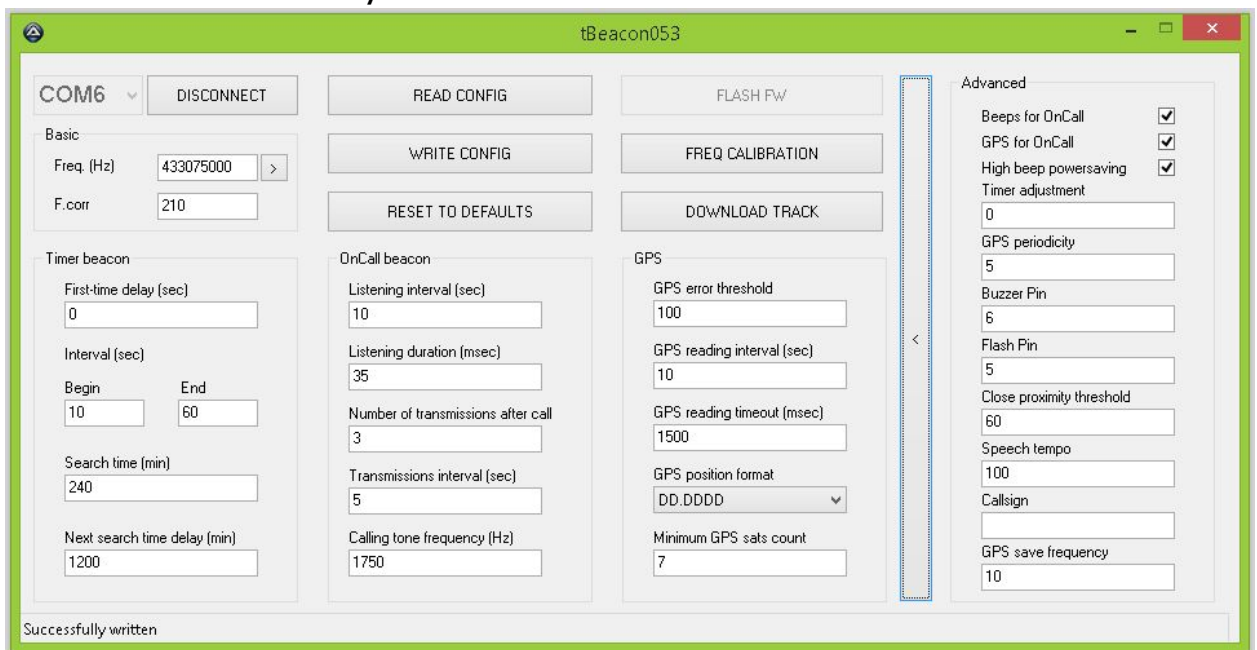 tBeacon053
COM6
DISCONNECT
READ CONFIG
FLASH FW
Basic
Freq. (Hz)
433075000
>
F.corr
210
WRITE CONFIG
FREQ CALIBRATION
RESET TO DEFAULTS
DOWNLOAD TRACK
Timer beacon
First-time delay (sec)
0
Interval (sec)
Begin
End
10
60
Search time (min)
240
Next search time delay (min)
1200
OnCall beacon
Listening interval (sec)
10
Listening duration (msec)
35
Number of transmissions after call
3
Transmissions interval (sec)
5
Calling tone frequency (Hz)
1750
GPS
GPS error threshold
100
GPS reading interval (sec)
10
GPS reading timeout (msec)
1500
GPS position format
DD.DDDD
Minimum GPS sats count
7
<
Advanced
Beeps for OnCall
GPS for OnCall
High beep powersaving
Timer adjustment
0
GPS periodicity
5
Buzzer Pin
6
Flash Pin
5
Close proximity threshold
60
Speech tempo
100
Callsign
GPS save frequency
10
Successfully written